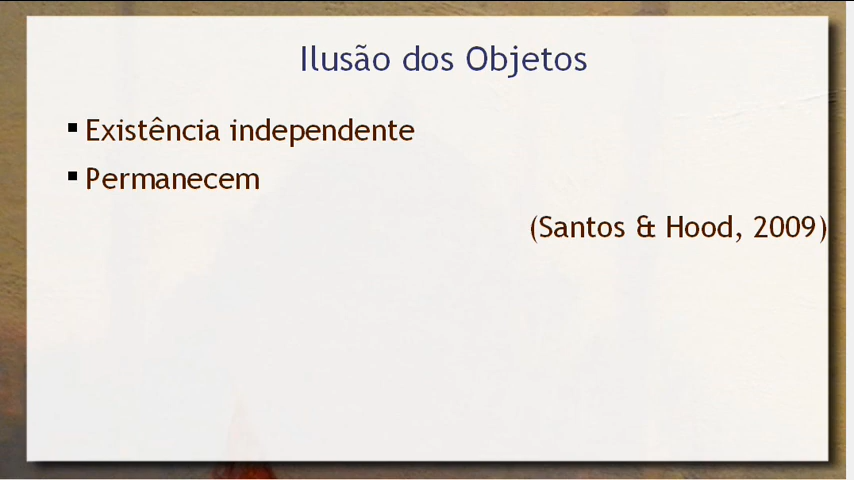 Ilusão dos Objetos
Existência independente
Permanecem
(Santos & Hood, 2009)